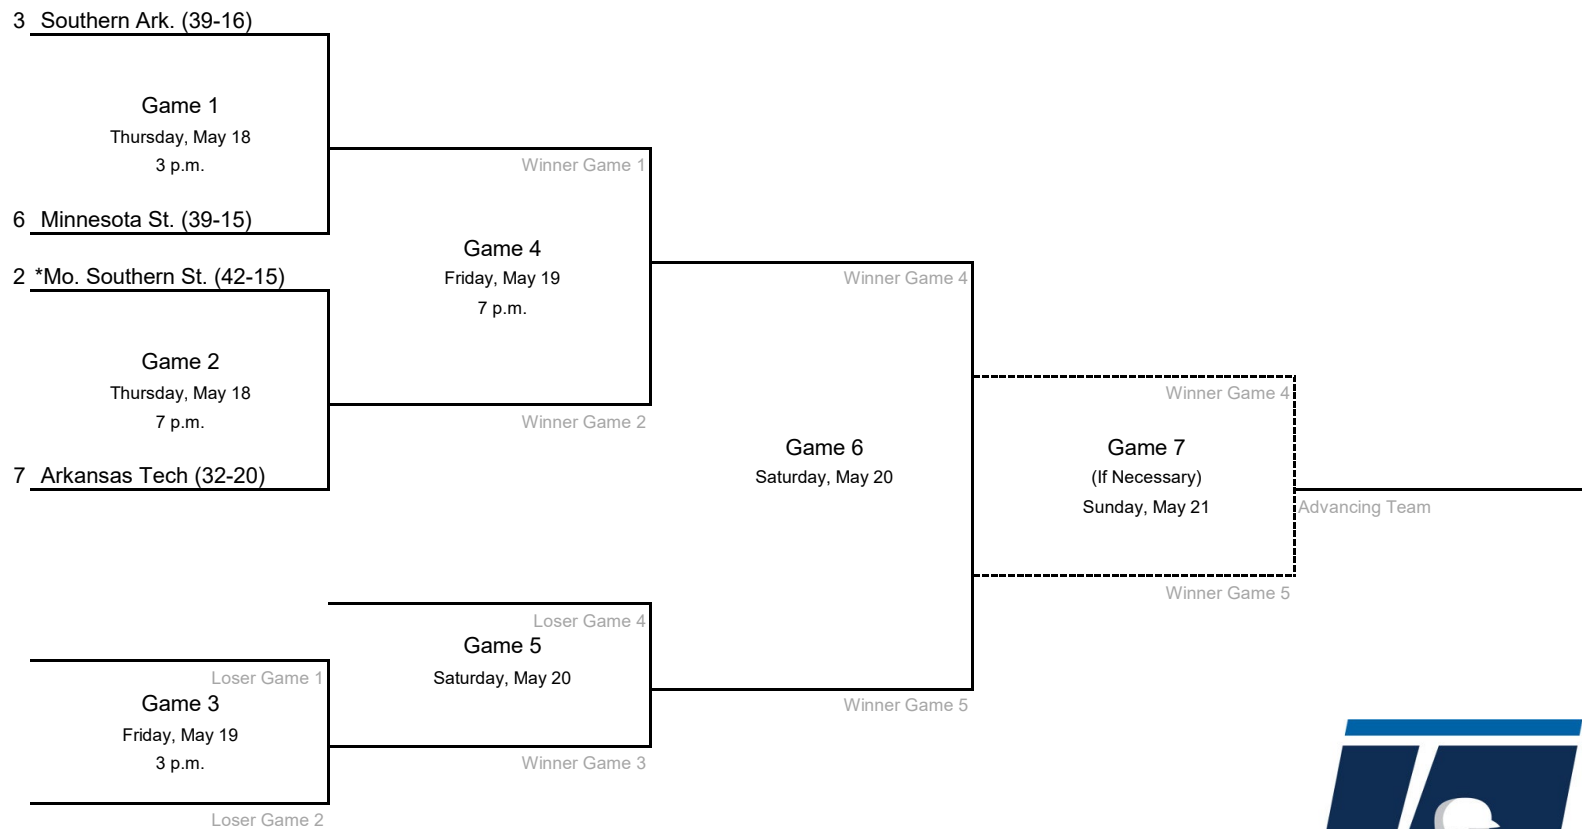 3 Southern Ark. (39-16)
Game 1
Thursday, May 18
3 p.m.
Winner Game 1
6 Minnesota St. (39-15)
Game 4
Friday, May 19
7 p.m.
2 *Mo. Southern St. (42-15)
Winner Game 4
Game 2
Thursday, May 18
7 p.m.
Winner Game 2
7 Arkansas Tech (32-20)
Game 6
Saturday, May 20
Winner Game 4
Game 7
(If Necessary)
Sunday, May 21
Advancing Team
Winner Game 5
Loser Game 4
Game 5
Saturday, May 20
Winner Game 5
Loser Game 1
Game 3
Friday, May 19
3 p.m.
Winner Game 3
Loser Game 2